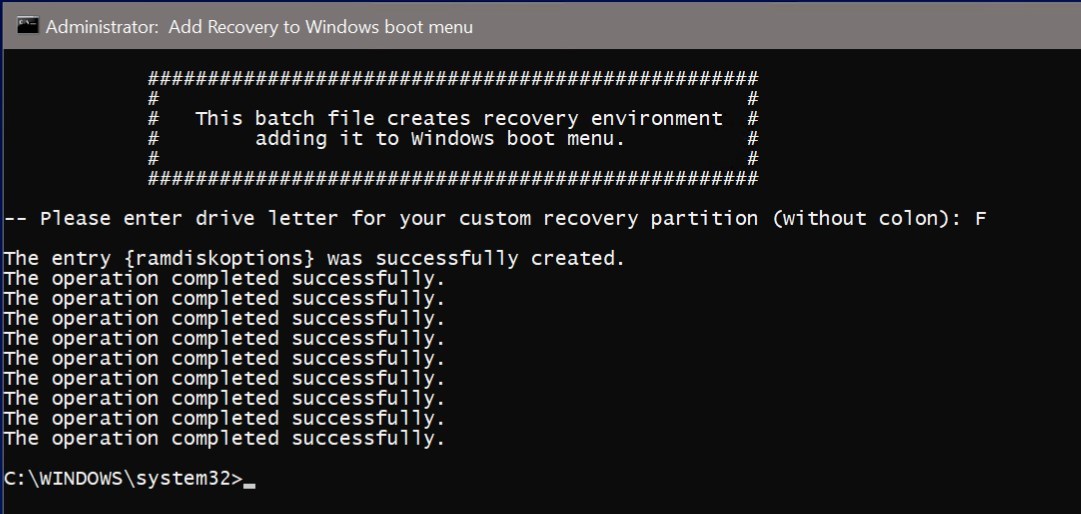 Administrator:  Add Recovery to Windows boot menu
###################################################
#                                                 #
#   This batch file creates recovery environment  #
#        adding it to Windows boot menu.          #
#                                                 #
###################################################
-- Please enter drive letter for your custom recovery partition (without colon): F
The entry {ramdiskoptions} was successfully created.
The operation completed successfully.
The operation completed successfully.
The operation completed successfully.
The operation completed successfully.
The operation completed successfully.
The operation completed successfully.
The operation completed successfully.
The operation completed successfully.
The operation completed successfully.
C:\WINDOWS\system32>_